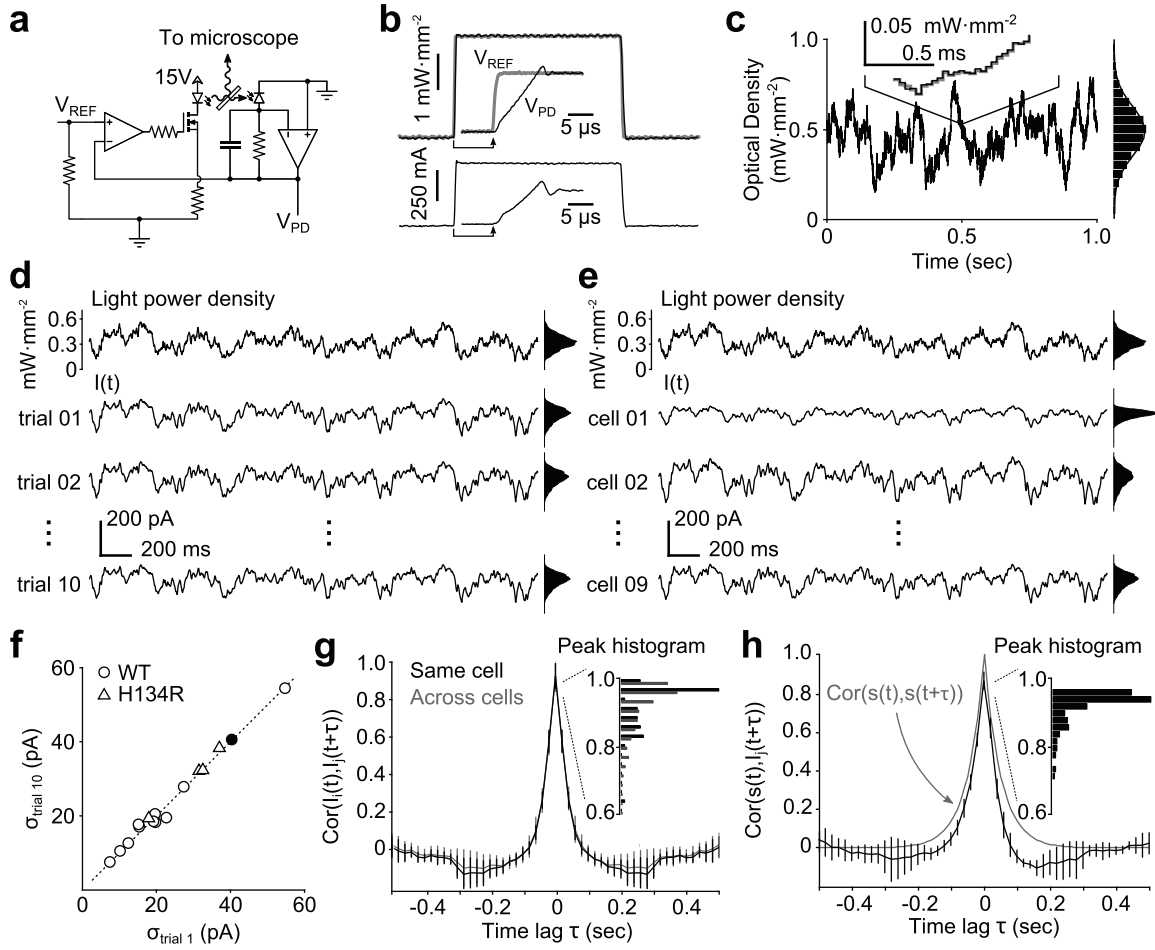 a
To microscope
15V
V_REF
+
−
V_PD
b
1 mW·mm⁻²
V_REF
V_PD
5 µs
250 mA
5 µs
c
0.05 mW·mm⁻²
0.5 ms
Optical Density
(mW·mm⁻²)
1.0
0.5
0
0 0.5 1.0
Time (sec)
d
Light power density
mW·mm⁻²
0.6
0.3
0
I(t)
trial 01
trial 02
200 pA
200 ms
trial 10
e
Light power density
mW·mm⁻²
0.6
0.3
0
I(t)
cell 01
cell 02
200 pA
200 ms
cell 09
f
WT
H134R
σ_trial 10 (pA)
60
40
20
0 20 40 60
σ_trial 1 (pA)
g
Peak histogram
Same cell
Across cells
Cor(I_i(t),I_j(t+τ))
1.0
0.8
0.6
0.4
0.2
0
1.0
0.8
0.6
-0.4 -0.2 0 0.2 0.4
Time lag τ (sec)
h
Peak histogram
Cor(s(t),s(t+τ))
Cor(s(t),I_j(t+τ))
1.0
0.8
0.6
0.4
0.2
0
1.0
0.8
0.6
-0.4 -0.2 0 0.2 0.4
Time lag τ (sec)